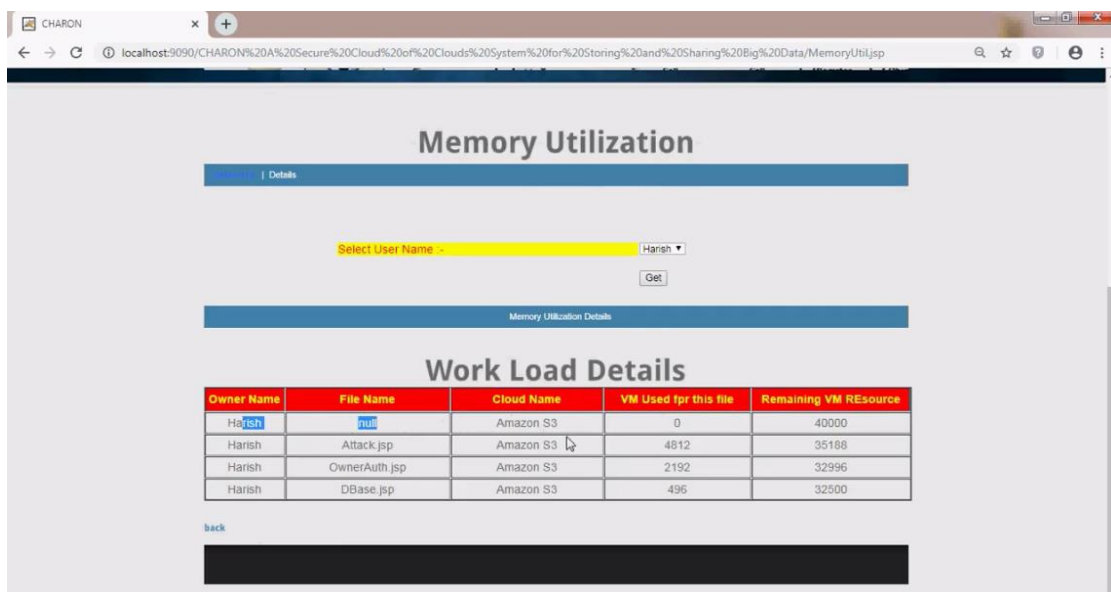 CHARON
localhost:9090/CHARON%20A%20Secure%20Cloud%20of%20Clouds%20System%20for%20Storing%20and%20Sharing%20Big%20Data/MemoryUtil.jsp
Memory Utilization
| Details
Select User Name :- Harish
Get
Memory Utilization Details
Work Load Details
Owner Name File Name Cloud Name VM Used fpr this file Remaining VM REsource
Harish null Amazon S3 0 40000
Harish Attack.jsp Amazon S3 4812 35188
Harish OwnerAuth.jsp Amazon S3 2192 32996
Harish DBase.jsp Amazon S3 496 32500
back